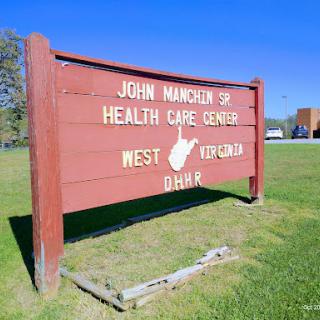 JOHN MANCHIN SR.
HEALTH CARE CENTER
WEST VIRGINIA
D.H.H.R